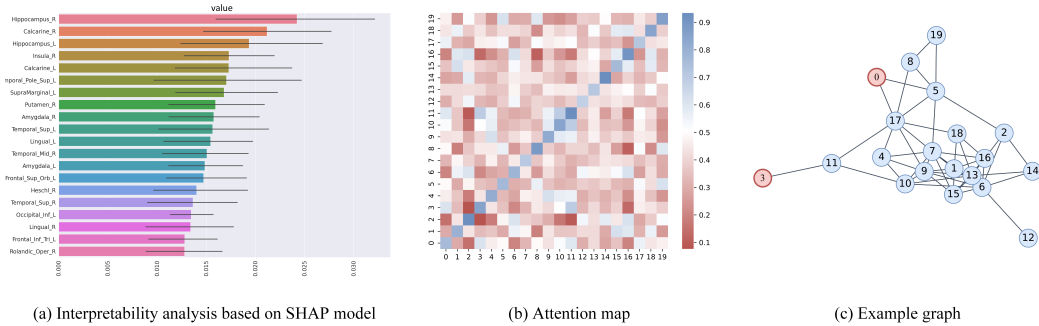 value
Hippocampus_R
Calcarine_R
Hippocampus_L
Insula_R
Calcarine_L
nporal_Pole_Sup_L
SupraMarginal_L
Putamen_R
Amygdala_R
Temporal_Sup_L
Lingual_L
Temporal_Mid_R
Amygdala_L
Frontal_Sup_Orb_L
Heschl_R
Temporal_Sup_R
Occipital_Inf_L
Lingual_R
Frontal_Inf_Tri_L
Rolandic_Oper_R
0.000 0.010 0.015 0.020 0.025 0.030
19
18
17
16
15
14
13
12
11
10
9
8
7
6
5
4
3
2
1
0
0 1 2 3 4 5 6 7 8 9 10 11 12 13 14 15 16 17 18 19
0.9
0.8
0.7
0.6
0.5
0.4
0.3
0.2
0.1
19
8
0
5
17
18
2
7
4
16
11
1
14
9
13
3
10
6
15
12
(a) Interpretability analysis based on SHAP model
(b) Attention map
(c) Example graph